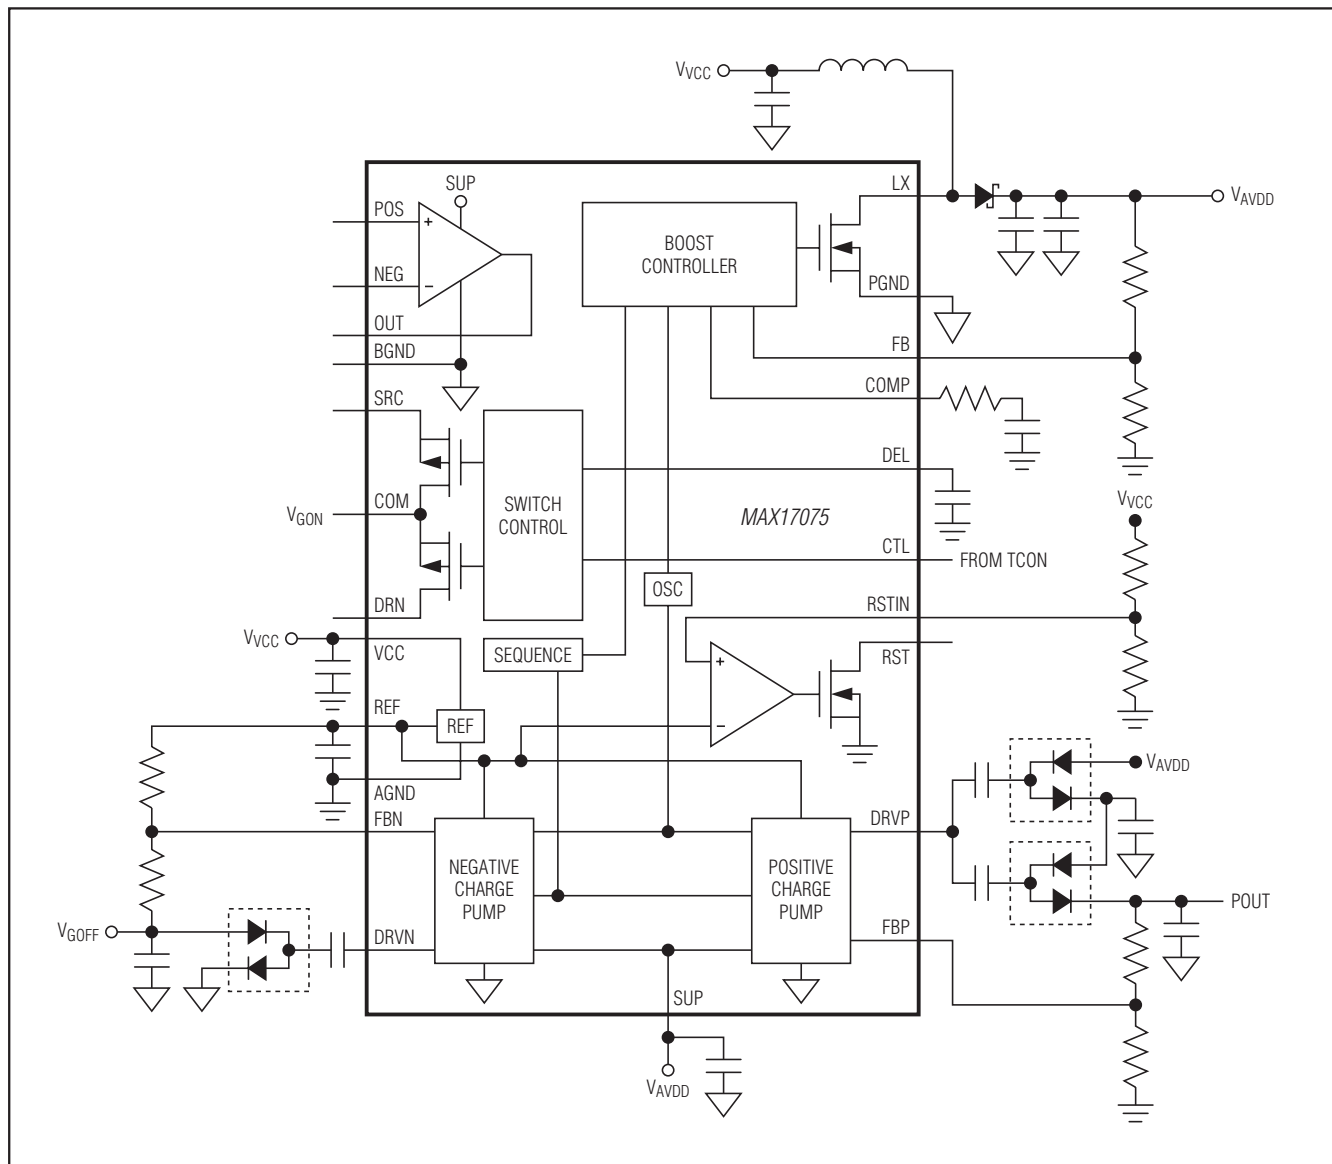 VVCC
LX
VAVDD
SUP
POS
+
BOOST
CONTROLLER
NEG
−
PGND
OUT
BGND
FB
COMP
SRC
DEL
COM
VGON
SWITCH
CONTROL
MAX17075
VVCC
CTL
FROM TCON
OSC
DRN
RSTIN
VVCC
VCC
SEQUENCE
RST
+
REF
REF
−
AGND
VAVDD
FBN
DRVP
NEGATIVE
CHARGE
PUMP
POSITIVE
CHARGE
PUMP
POUT
VGOFF
DRVN
FBP
SUP
VAVDD